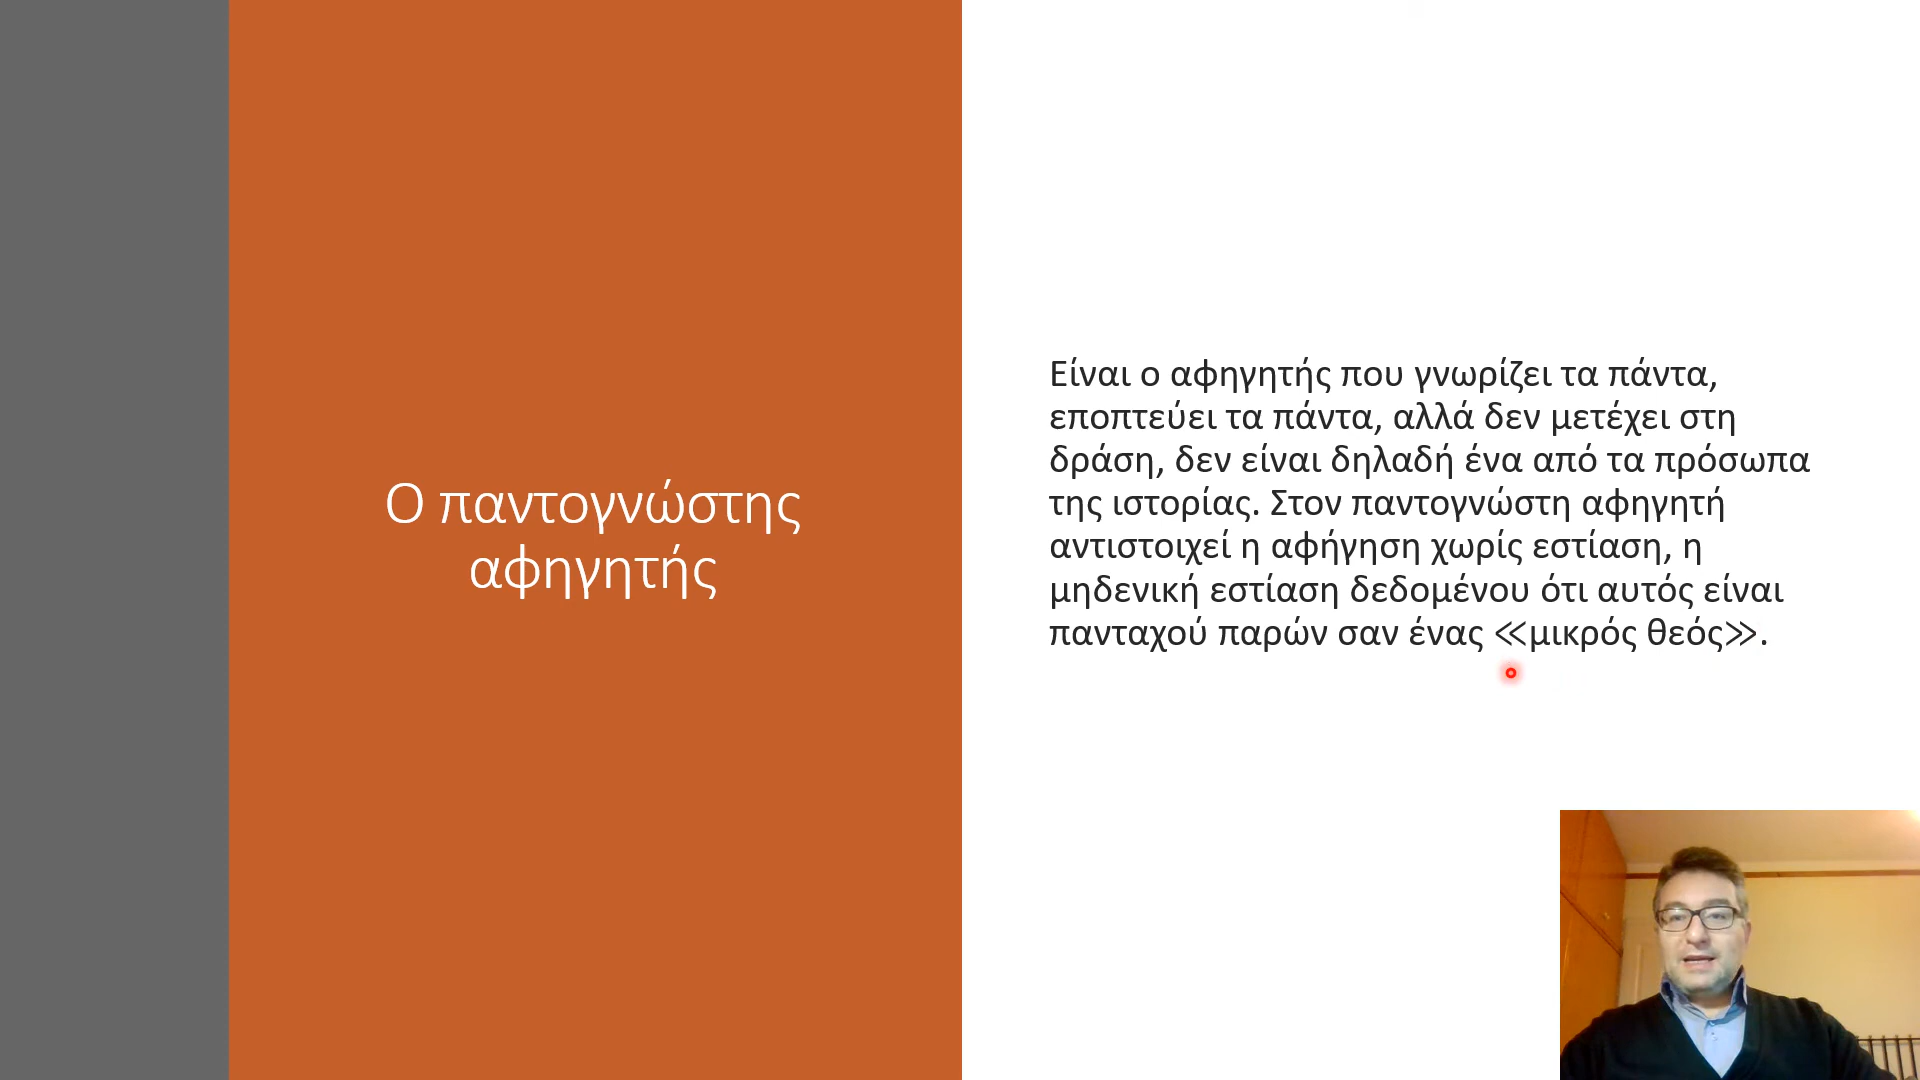 Ο παντογνώστης
αφηγητής
Είναι ο αφηγητής που γνωρίζει τα πάντα,
εποπτεύει τα πάντα, αλλά δεν μετέχει στη
δράση, δεν είναι δηλαδή ένα από τα πρόσωπα
της ιστορίας. Στον παντογνώστη αφηγητή
αντιστοιχεί η αφήγηση χωρίς εστίαση, η
μηδενική εστίαση δεδομένου ότι αυτός είναι
πανταχού παρών σαν ένας ≪μικρός θεός≫.